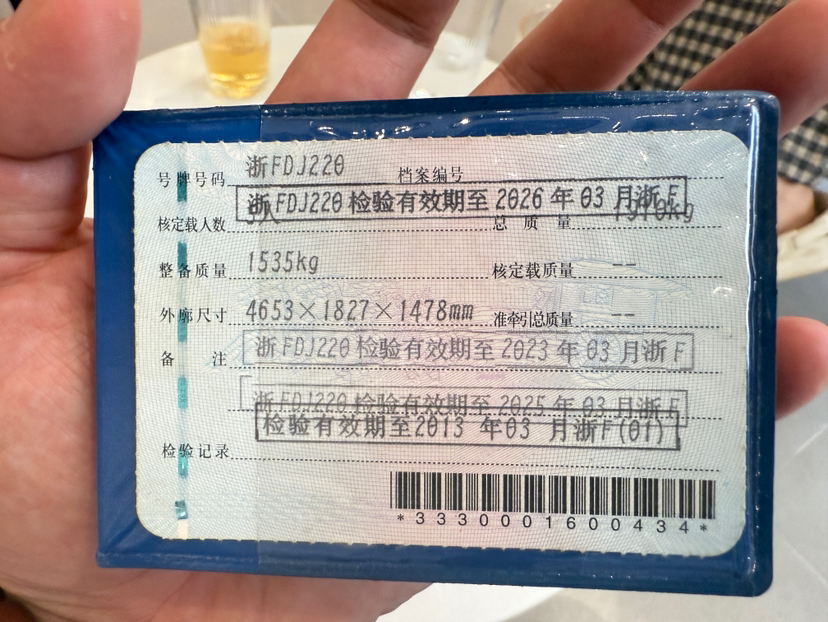 号牌号码 浙FDJ220 档案编号
浙FDJ220 检验有效期至 2026 年 03 月浙F
核定载人数 5人 总质量 1910kg
整备质量 1535kg 核定载质量 --
外廓尺寸 4653×1827×1478mm 准牵引总质量 --
备注 浙FDJ220 检验有效期至 2023 年 03 月浙F
浙FDJ220 检验有效期至 2025 年 03 月浙F
检验有效期至2013 年03 月浙F(01)
检验记录
*3330001600434*